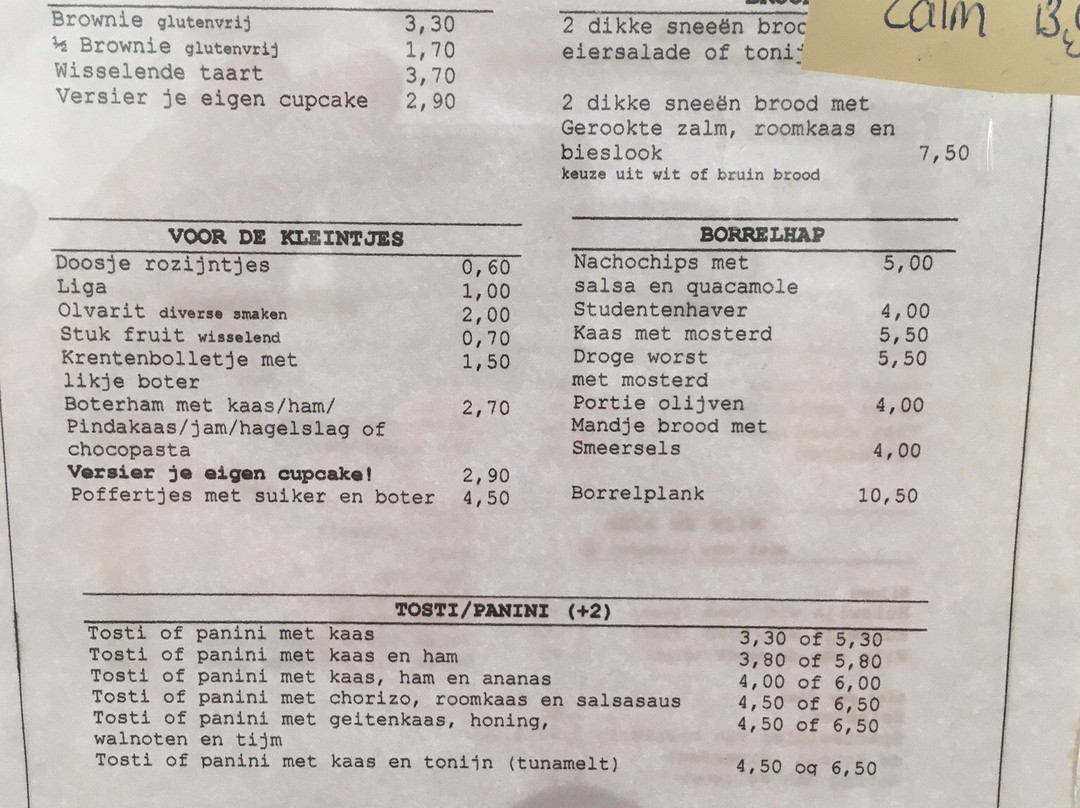 Brownie glutenvrij 3,30
½ Brownie glutenvrij 1,70
Wisselende taart 3,70
Versier je eigen cupcake 2,90
2 dikke sneeën
eiersalade of
2 dikke sneeën brood met
Gerookte zalm, roomkaas en
bieslook 7,50
keuze uit wit of bruin brood
VOOR DE KLEINTJES
Doosje rozijntjes 0,60
Liga 1,00
Olvarit diverse smaken 2,00
Stuk fruit wisselend 0,70
Krentenbolletje met 1,50
likje boter
Boterham met kaas/ham/ 2,70
Pindakaas/jam/hagelslag of
chocopasta
Versier je eigen cupcake! 2,90
Poffertjes met suiker en boter 4,50
BORRELHAP
Nachochips met 5,00
salsa en quacamole
Studentenhaver 4,00
Kaas met mosterd 5,50
Droge worst 5,50
met mosterd
Portie olijven 4,00
Mandje brood met
Smeersels 4,00
Borrelplank 10,50
TOSTI/PANINI (+2)
Tosti of panini met kaas 3,30 of 5,30
Tosti of panini met kaas en ham 3,80 of 5,80
Tosti of panini met kaas, ham en ananas 4,00 of 6,00
Tosti of panini met chorizo, roomkaas en salsasaus 4,50 of 6,50
Tosti of panini met geitenkaas, honing, 4,50 of 6,50
walnoten en tijm
Tosti of panini met kaas en tonijn (tunamelt) 4,50 og 6,50